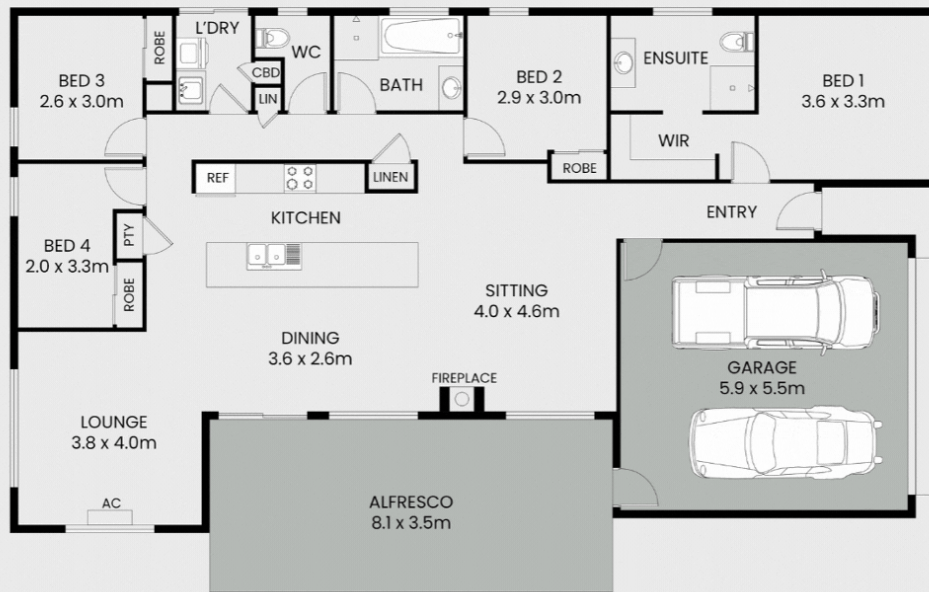 BED 3
2.6 x 3.0m
ROBE
L'DRY
WC
CBD
LIN
BATH
BED 2
2.9 x 3.0m
ROBE
ENSUITE
WIR
BED 1
3.6 x 3.3m
REF
LINEN
KITCHEN
ENTRY
BED 4
2.0 x 3.3m
PTY
ROBE
SITTING
4.0 x 4.6m
DINING
3.6 x 2.6m
FIREPLACE
GARAGE
5.9 x 5.5m
LOUNGE
3.8 x 4.0m
AC
ALFRESCO
8.1 x 3.5m